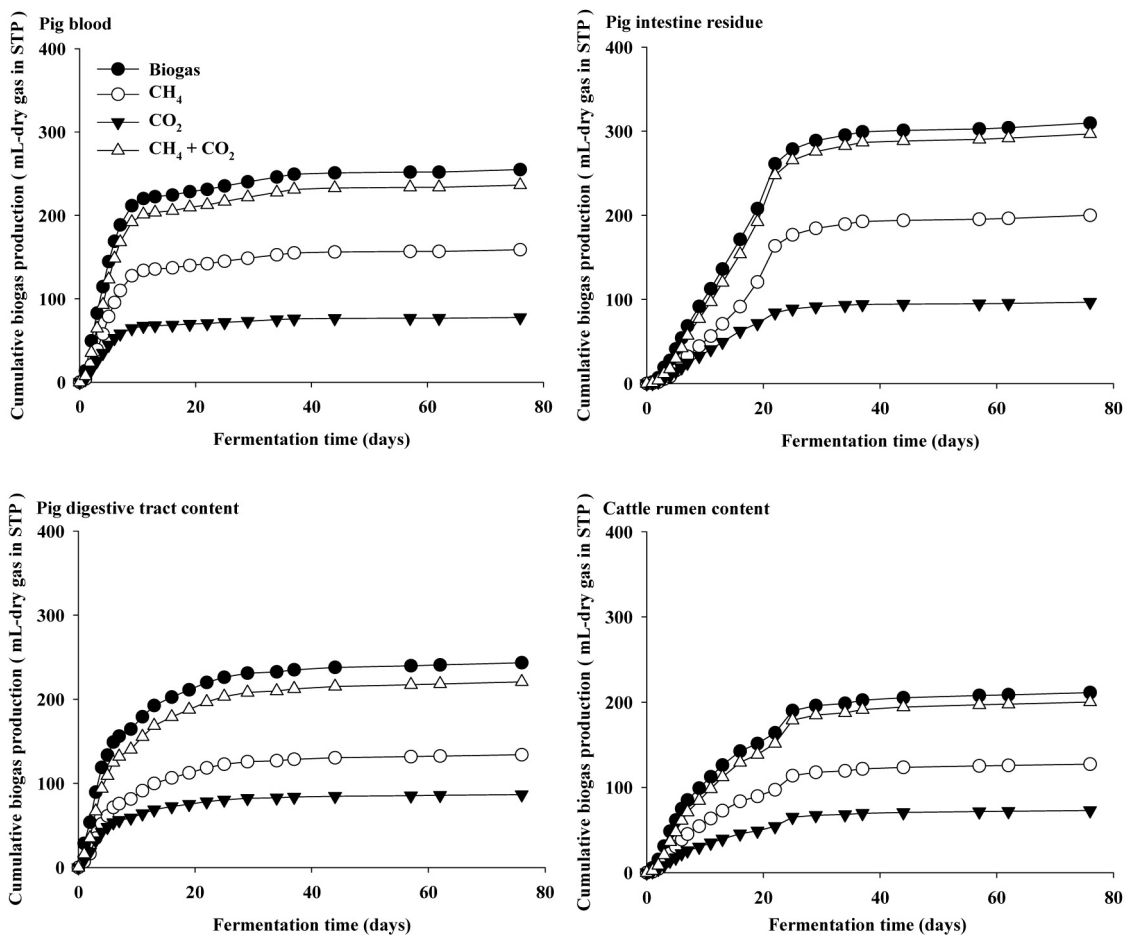 Pig blood
Cumulative biogas production ( mL-dry gas in STP )
400
300
200
100
0
Biogas
CH4
CO2
CH4 + CO2
0 20 40 60 80
Fermentation time (days)
Pig intestine residue
Cumulative biogas production ( mL-dry gas in STP )
400
300
200
100
0
0 20 40 60 80
Fermentation time (days)
Pig digestive tract content
Cumulative biogas production ( mL-dry gas in STP )
400
300
200
100
0
0 20 40 60 80
Fermentation time (days)
Cattle rumen content
Cumulative biogas production ( mL-dry gas in STP )
400
300
200
100
0
0 20 40 60 80
Fermentation time (days)